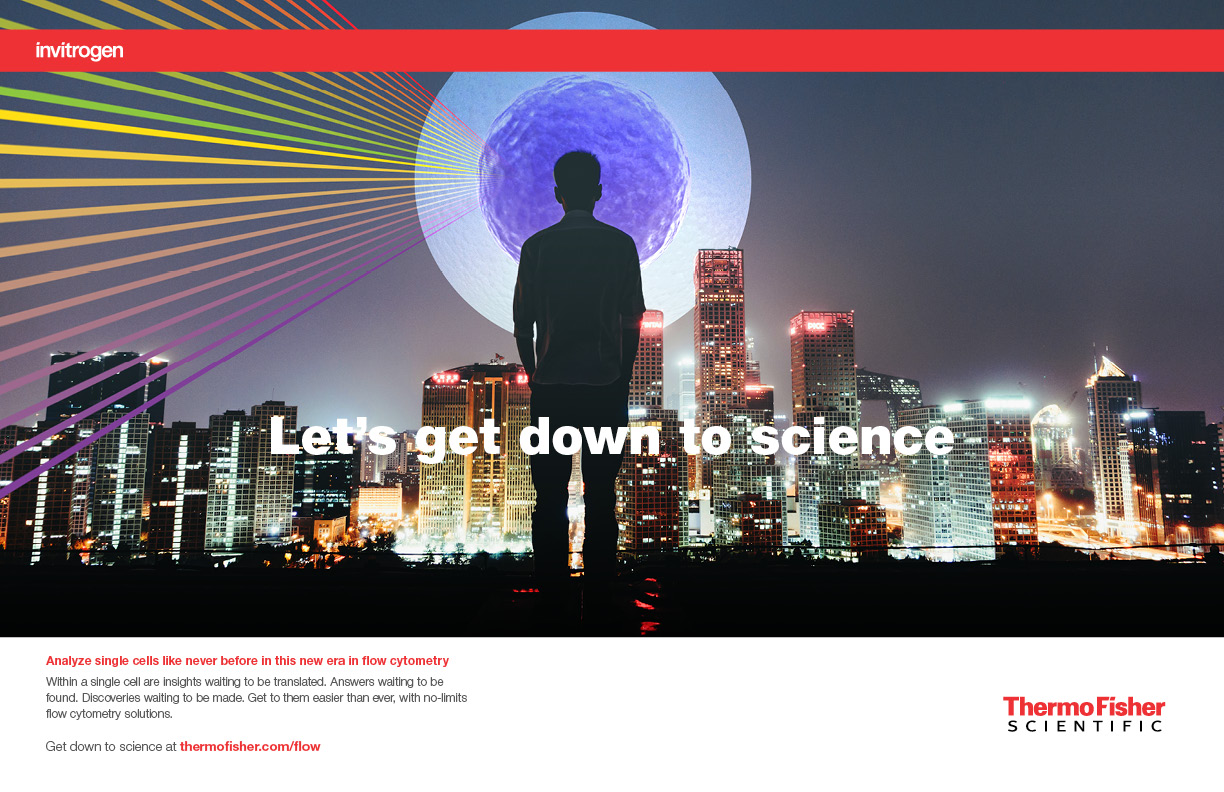 invitrogen
PICC
Let's get down to science
Analyze single cells like never before in this new era in flow cytometry
Within a single cell are insights waiting to be translated. Answers waiting to be
found. Discoveries waiting to be made. Get to them easier than ever, with no-limits
flow cytometry solutions.
Get down to science at thermofisher.com/flow
ThermoFisher
SCIENTIFIC